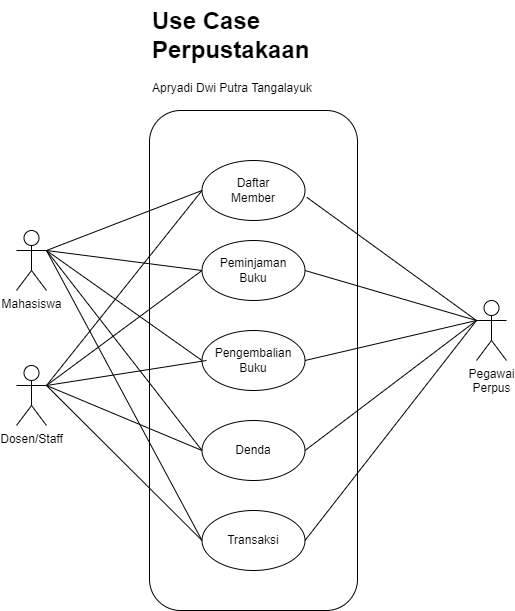 Use Case
Perpustakaan
Apryadi Dwi Putra Tangalayuk
Daftar
Member
Peminjaman
Buku
Mahasiswa
Pengembalian
Buku
Pegawai
Perpus
Dosen/Staff
Denda
Transaksi